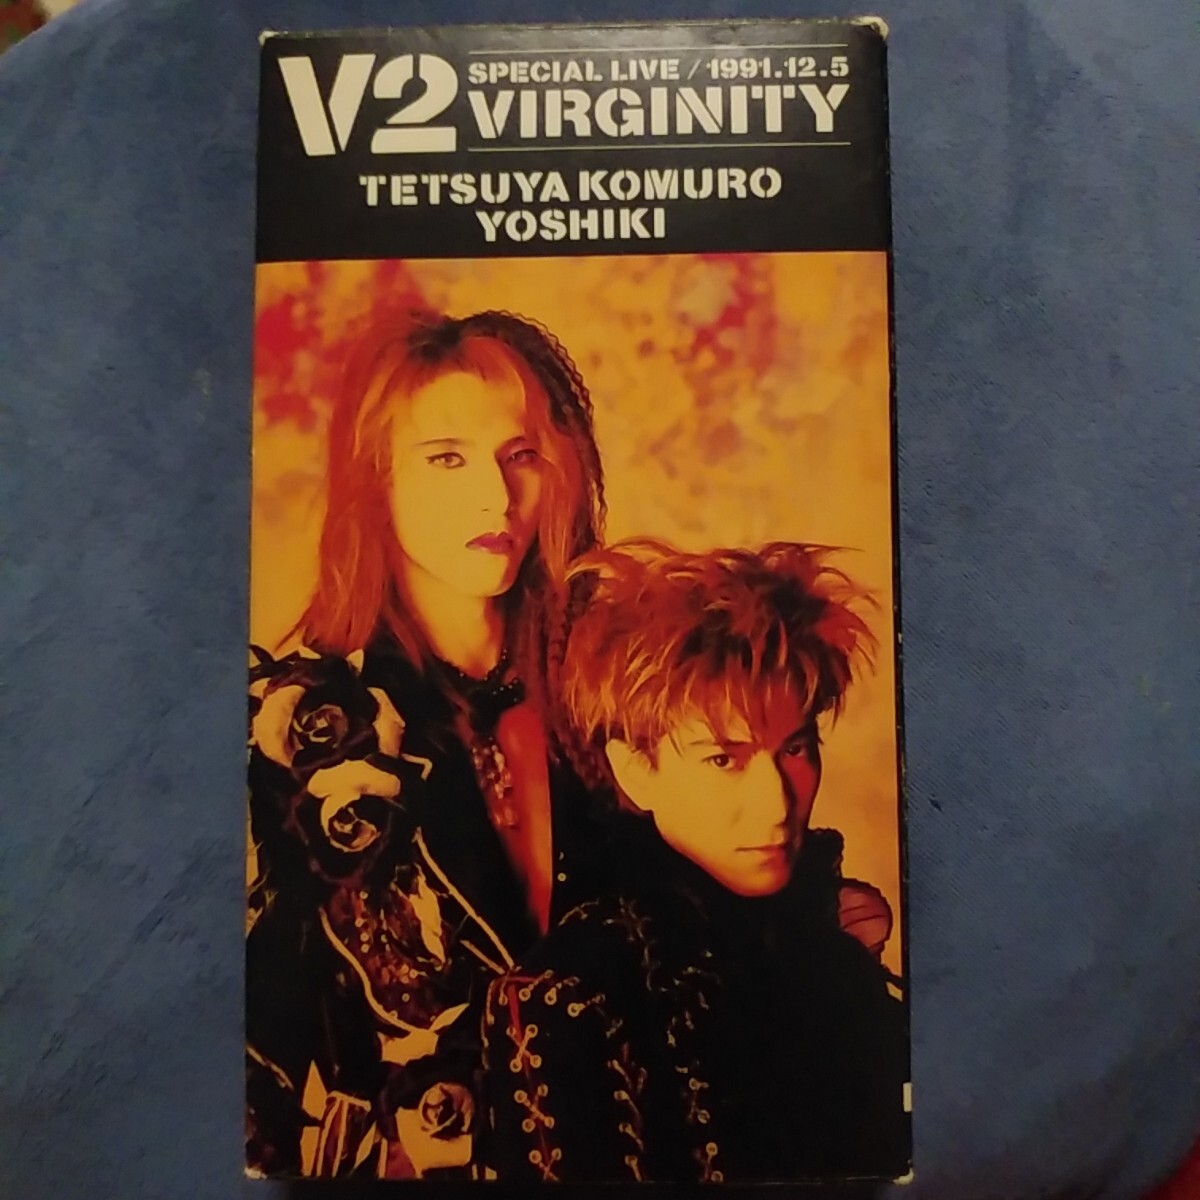 V2
SPECIAL LIVE / 1991.12.5
VIRGINITY
TETSUYA KOMURO
YOSHIKI